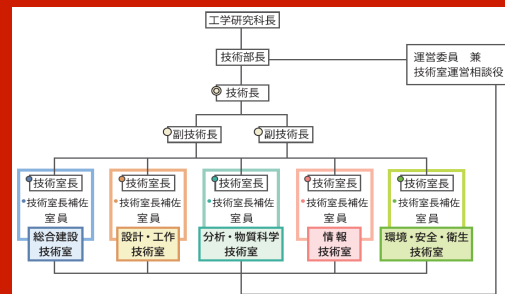 工学研究科長
技術部長
運営委員　兼
技術室運営相談役
技術長
副技術長
副技術長
技術室長
技術室長
技術室長
技術室長
技術室長
技術室長補佐
技術室長補佐
技術室長補佐
技術室長補佐
技術室長補佐
室員
室員
室員
室員
室員
総合建設
技術室
設計・工作
技術室
分析・物質科学
技術室
情報
技術室
環境・安全・衛生
技術室